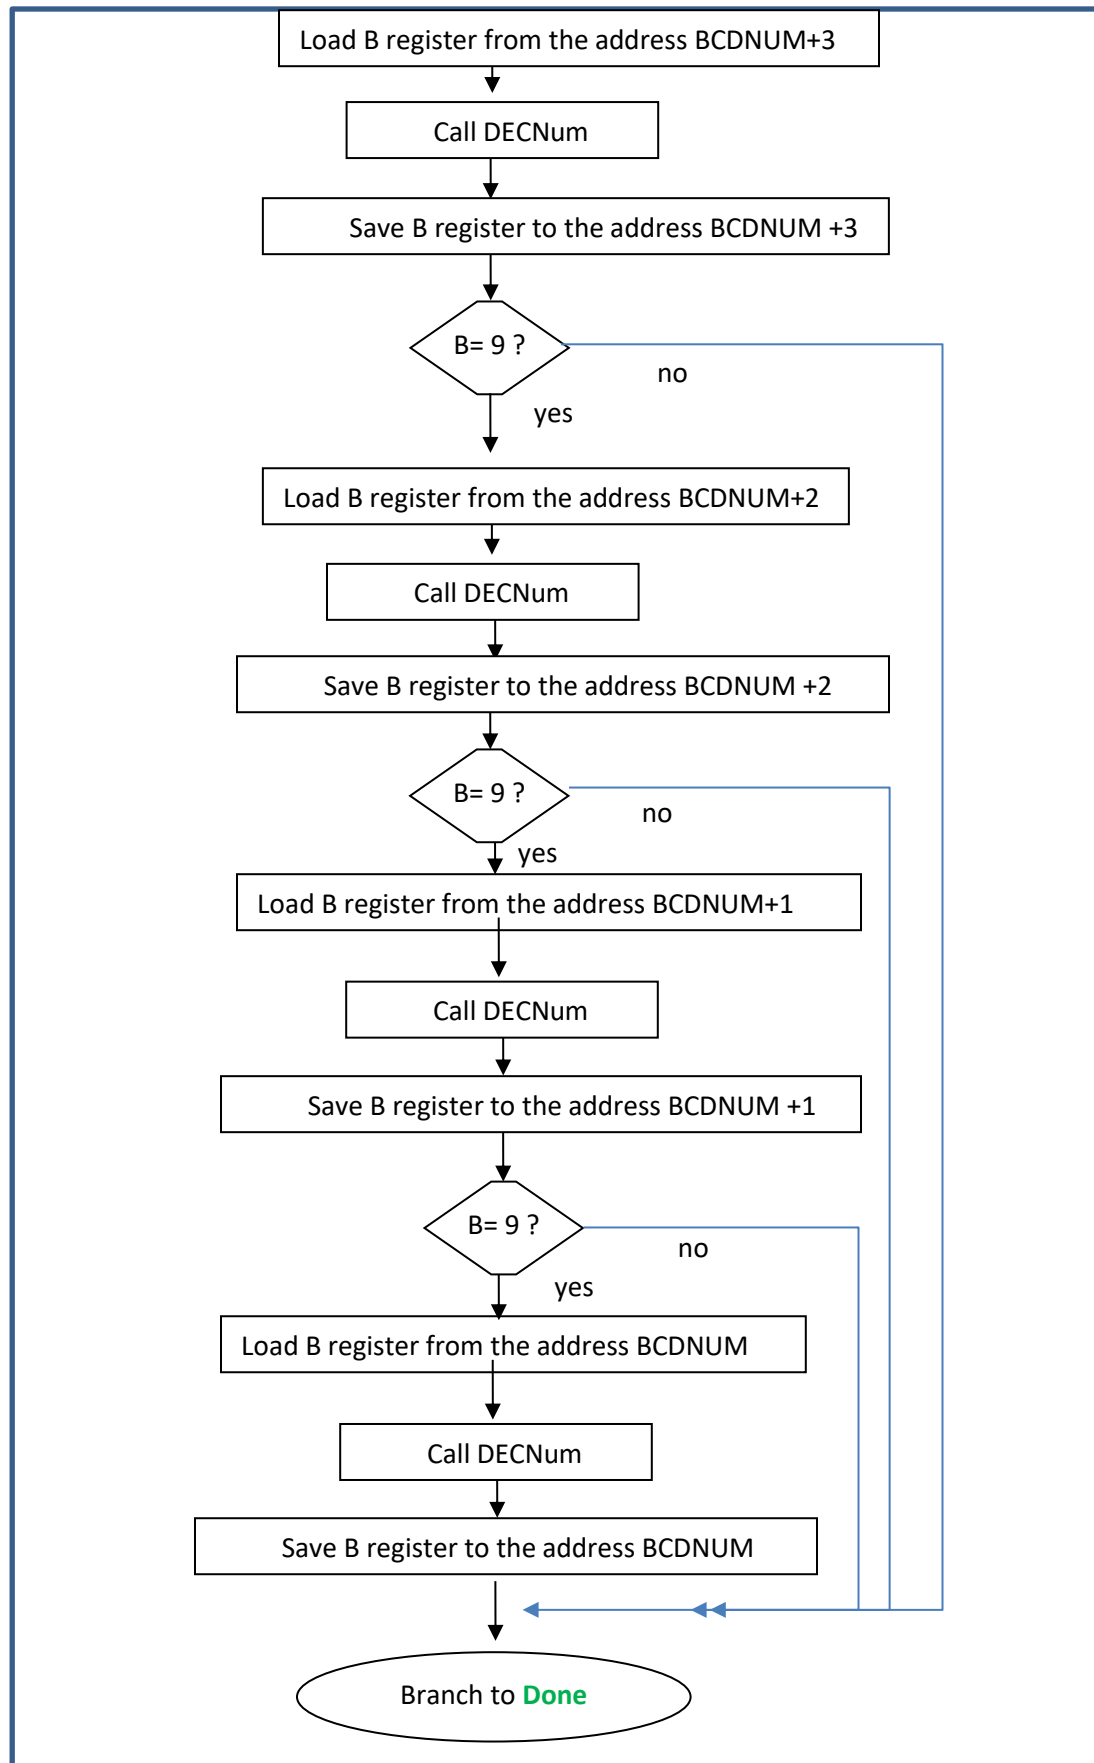 Load B register from the address BCDNUM+3
Call DECNum
Save B register to the address BCDNUM +3
B= 9 ?
no
yes
Load B register from the address BCDNUM+2
Call DECNum
Save B register to the address BCDNUM +2
B= 9 ?
no
yes
Load B register from the address BCDNUM+1
Call DECNum
Save B register to the address BCDNUM +1
B= 9 ?
no
yes
Load B register from the address BCDNUM
Call DECNum
Save B register to the address BCDNUM
Branch to Done